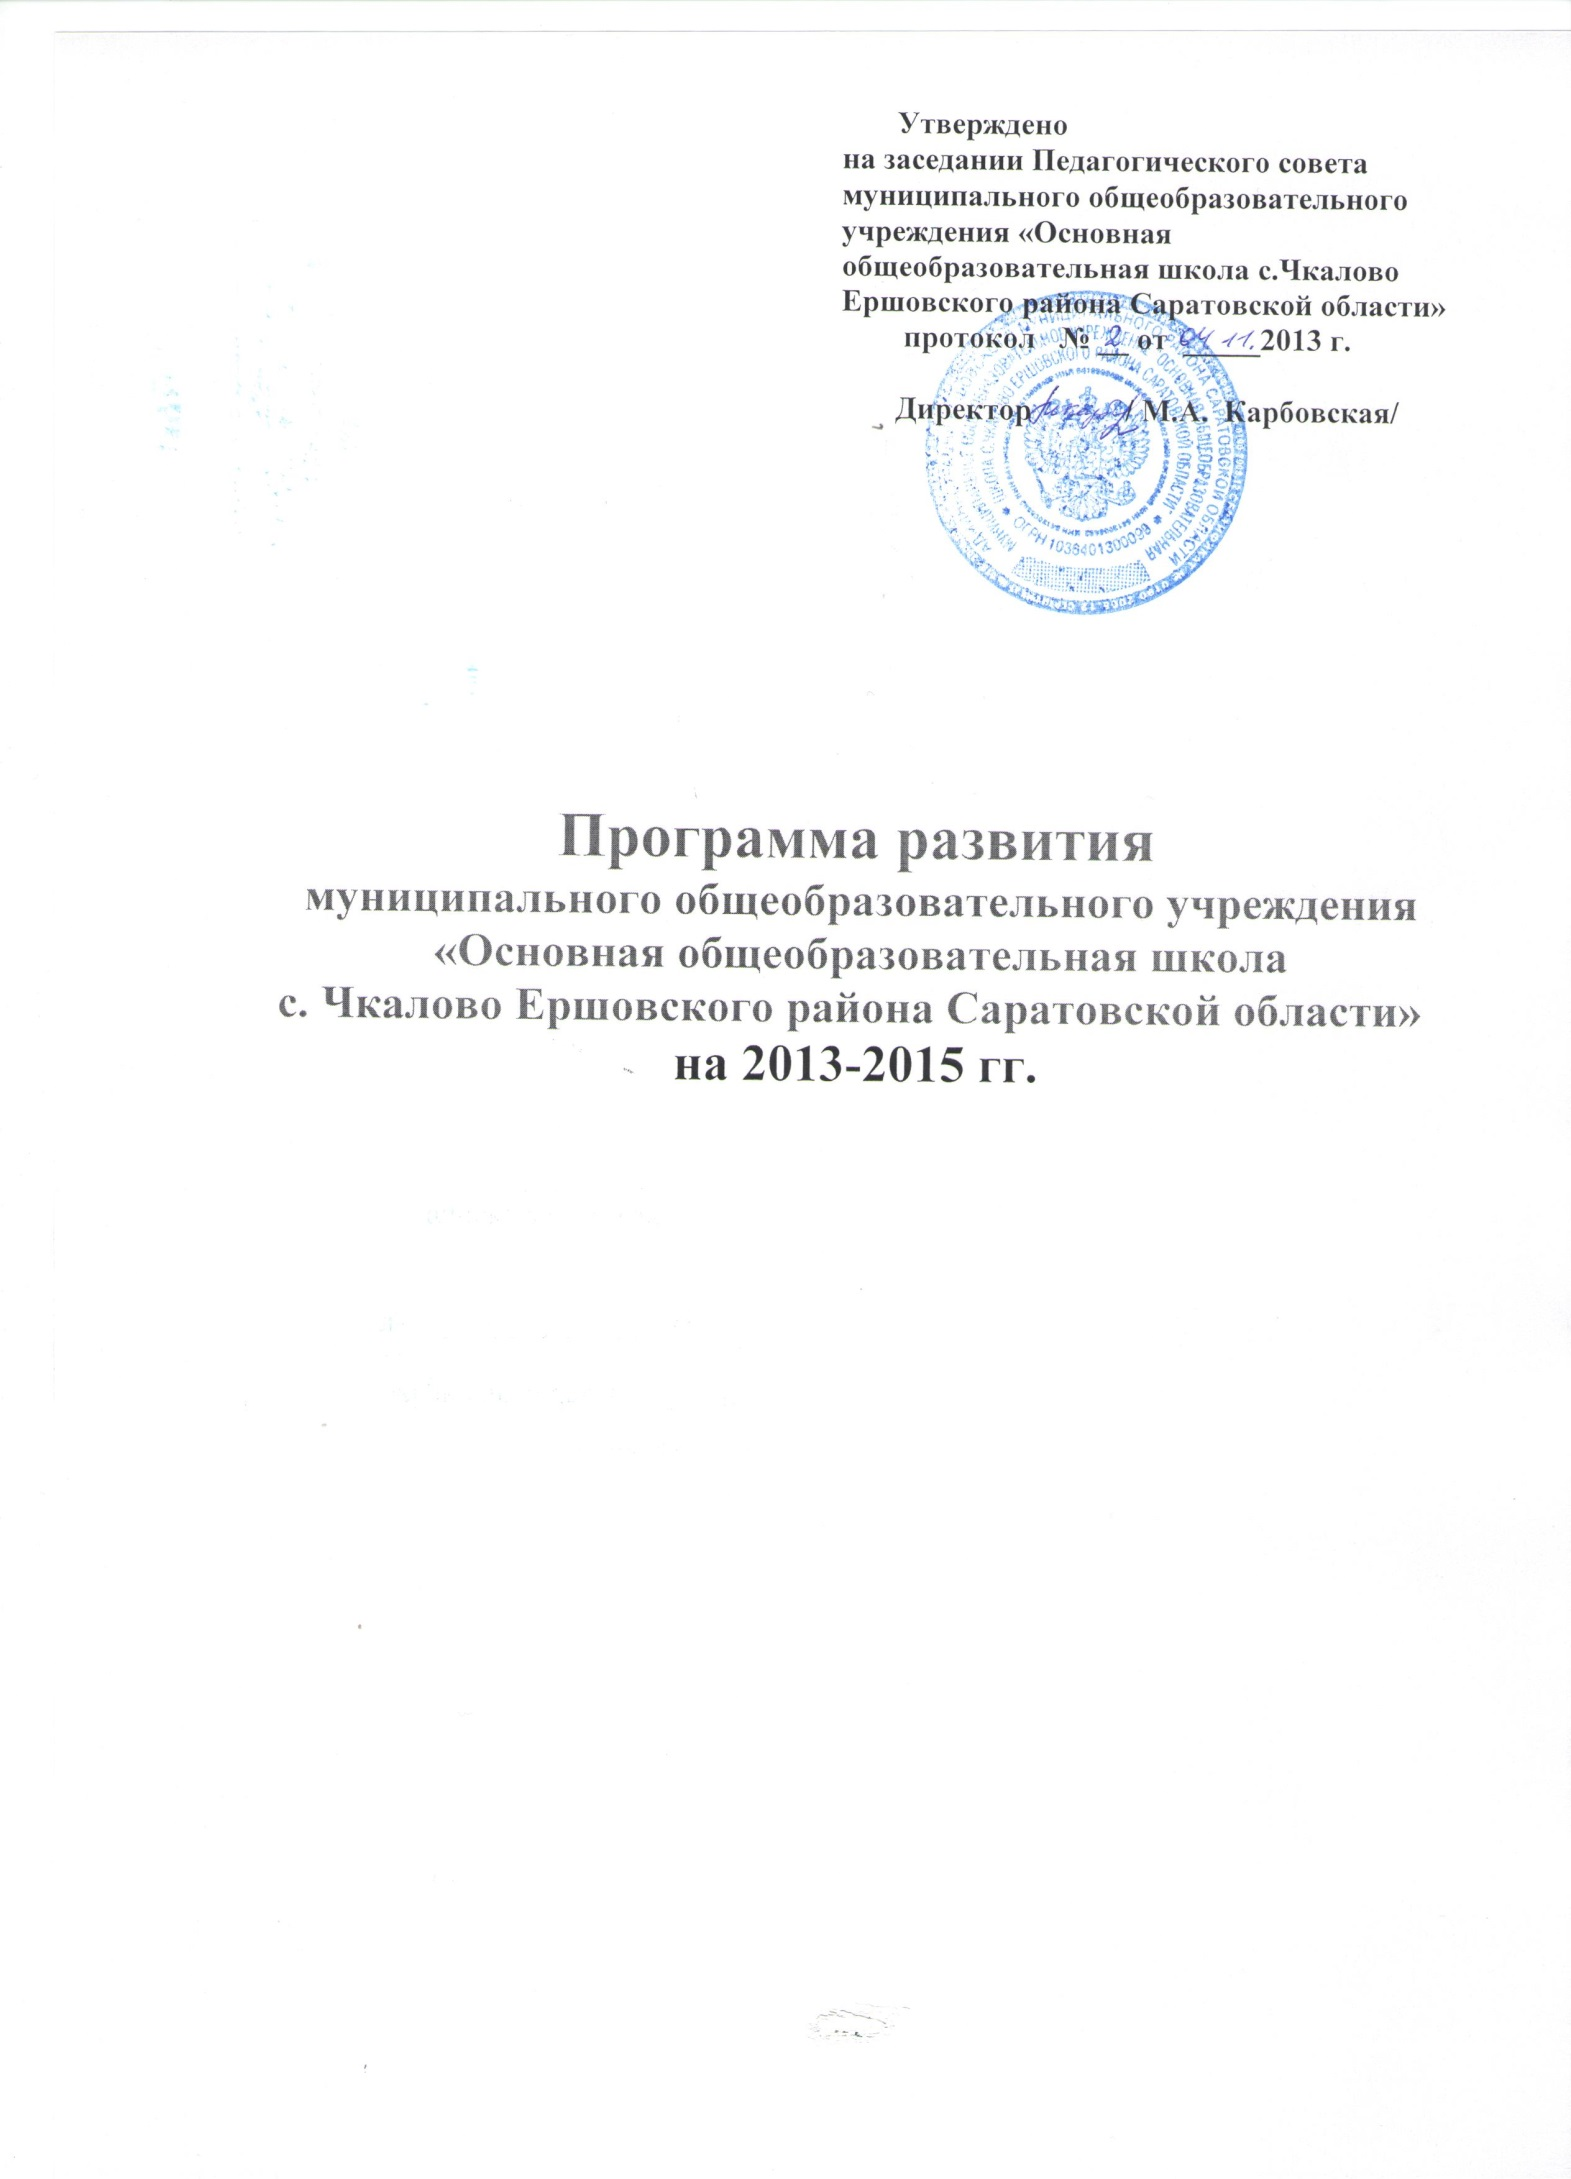 Утверждено
на заседании Педагогического совета
муниципального общеобразовательного
учреждения «Основная
общеобразовательная школа с.Чкалово
Ершовского района Саратовской области»
протокол № 2 от 04 11.2013 г.
Директор / М.А. Карбовская/
ОГРН 1036401300098
Программа развития
муниципального общеобразовательного учреждения
«Основная общеобразовательная школа
с. Чкалово Ершовского района Саратовской области»
на 2013-2015 гг.